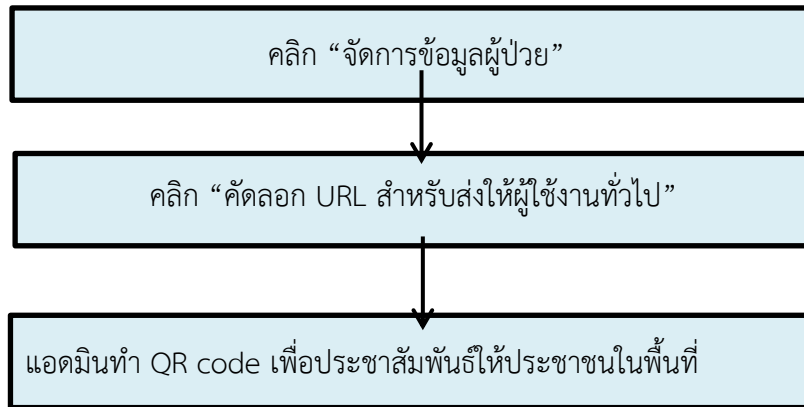 คลิก “จัดการข้อมูลผู้ป่วย”
คลิก “คัดลอก URL สำหรับส่งให้ผู้ใช้งานทั่วไป”
แอดมินทำ QR code เพื่อประชาสัมพันธ์ให้ประชาชนในพื้นที่